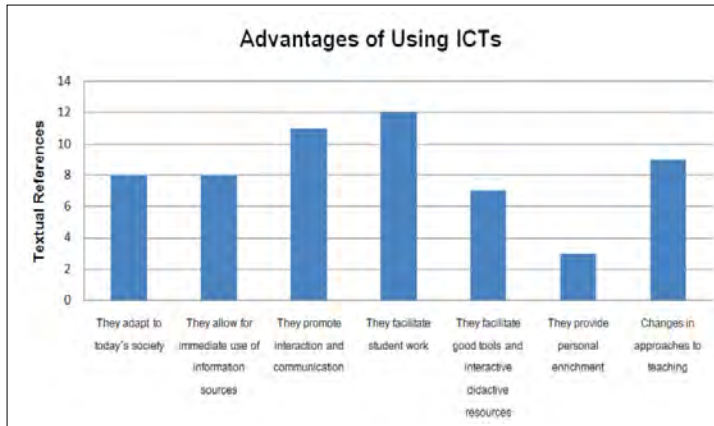 Advantages of Using ICTs
14
12
10
8
6
4
2
0
Textual References
They adapt to
today's society
They allow for
immediate use of
information
sources
They promote
interaction and
communication
They facilitate
student work
They facilitate
good tools and
interactive
didactive
resources
They provide
personal
enrichment
Changes in
approaches to
teaching